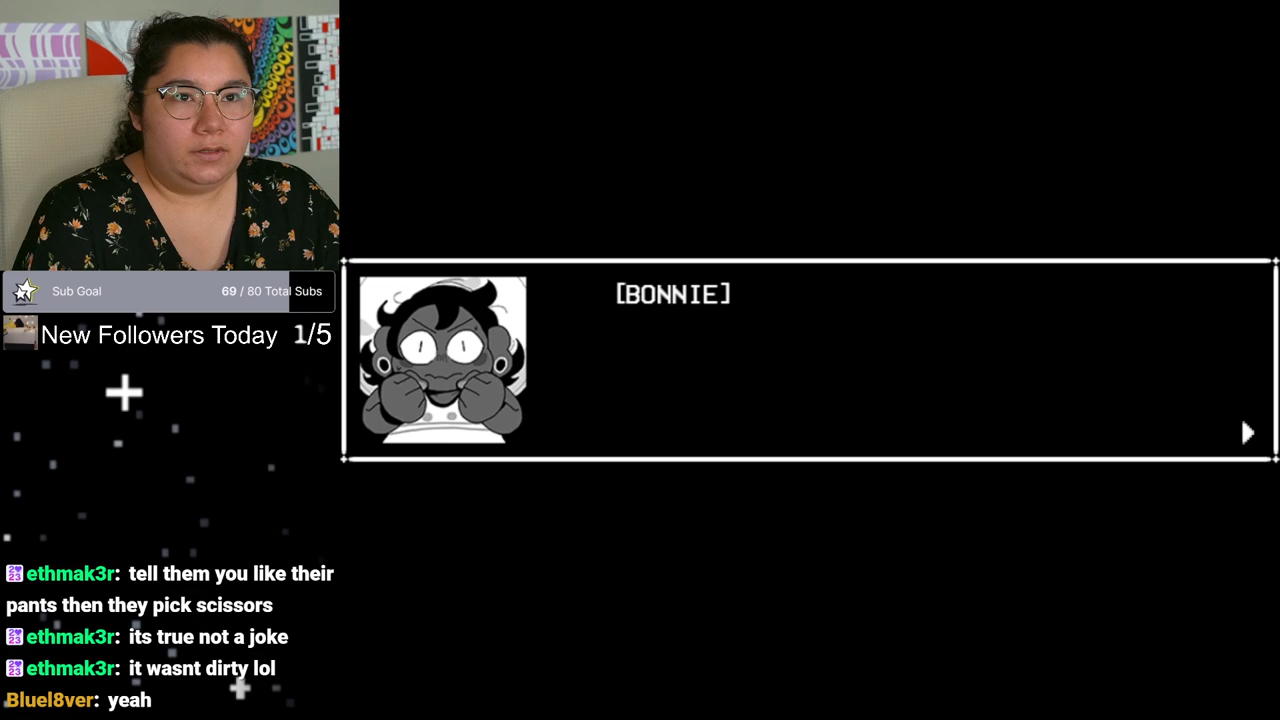 Sub Goal 69 / 80 Total Subs
New Followers Today 1/5
[BONNIE]
ethmak3r: tell them you like their
pants then they pick scissors
ethmak3r: its true not a joke
ethmak3r: it wasnt dirty lol
Bluel8ver: yeah